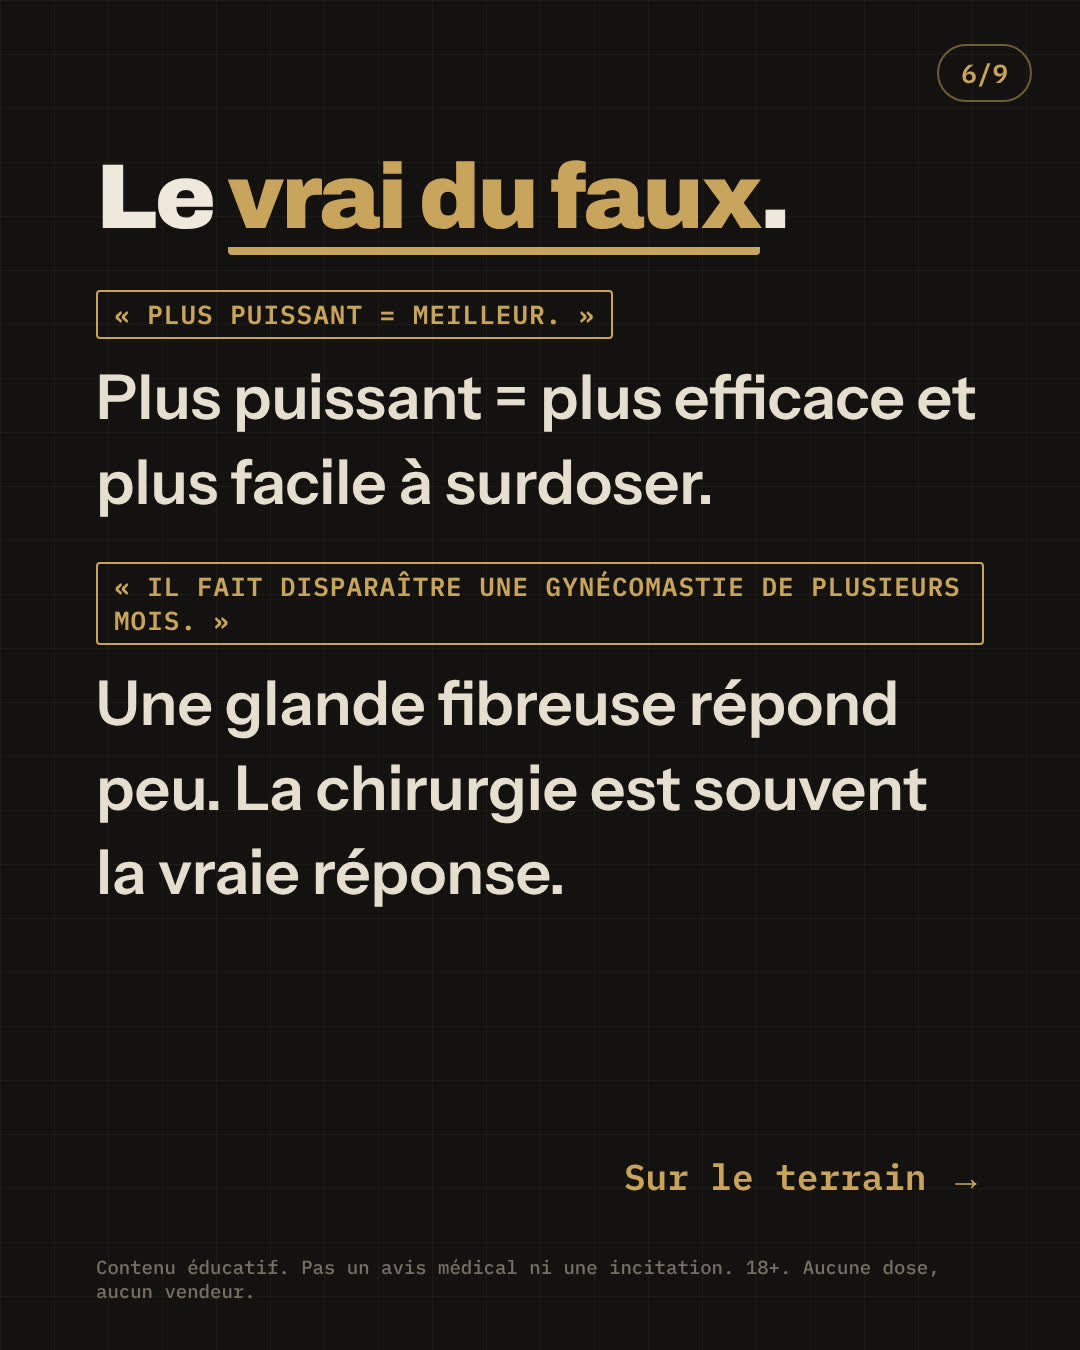 6/9
Le vrai du faux.
« PLUS PUISSANT = MEILLEUR. »
Plus puissant = plus efficace et
plus facile à surdoser.
« IL FAIT DISPARAÎTRE UNE GYNÉCOMASTIE DE PLUSIEURS
MOIS. »
Une glande fibreuse répond
peu. La chirurgie est souvent
la vraie réponse.
Sur le terrain →
Contenu éducatif. Pas un avis médical ni une incitation. 18+. Aucune dose,
aucun vendeur.